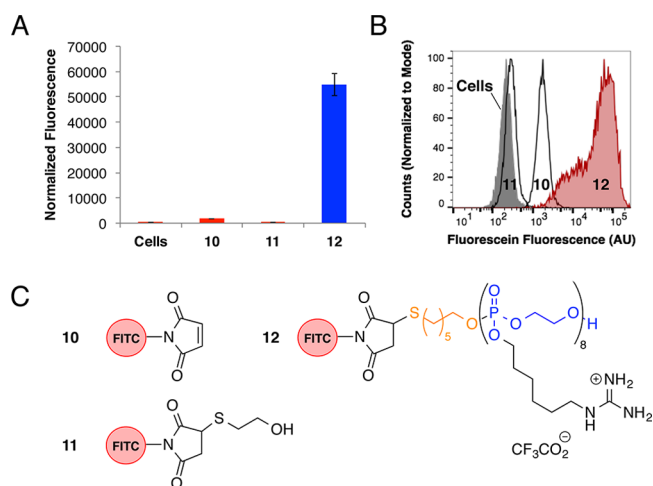 A
Normalized Fluorescence
70000
60000
50000
40000
30000
20000
10000
0
Cells 10 11 12
B
Counts (Normalized to Mode)
100
80
60
40
20
0
Cells
11 10 12
10¹ 10² 10³ 10⁴ 10⁵
Fluorescein Fluorescence (AU)
C
10
FITC N O O
11
FITC N O O S OH
12
FITC N O O S 5 O P O O O O H 8
N H NH₂ ⊕ NH₂
CF₃CO₂ ⊖